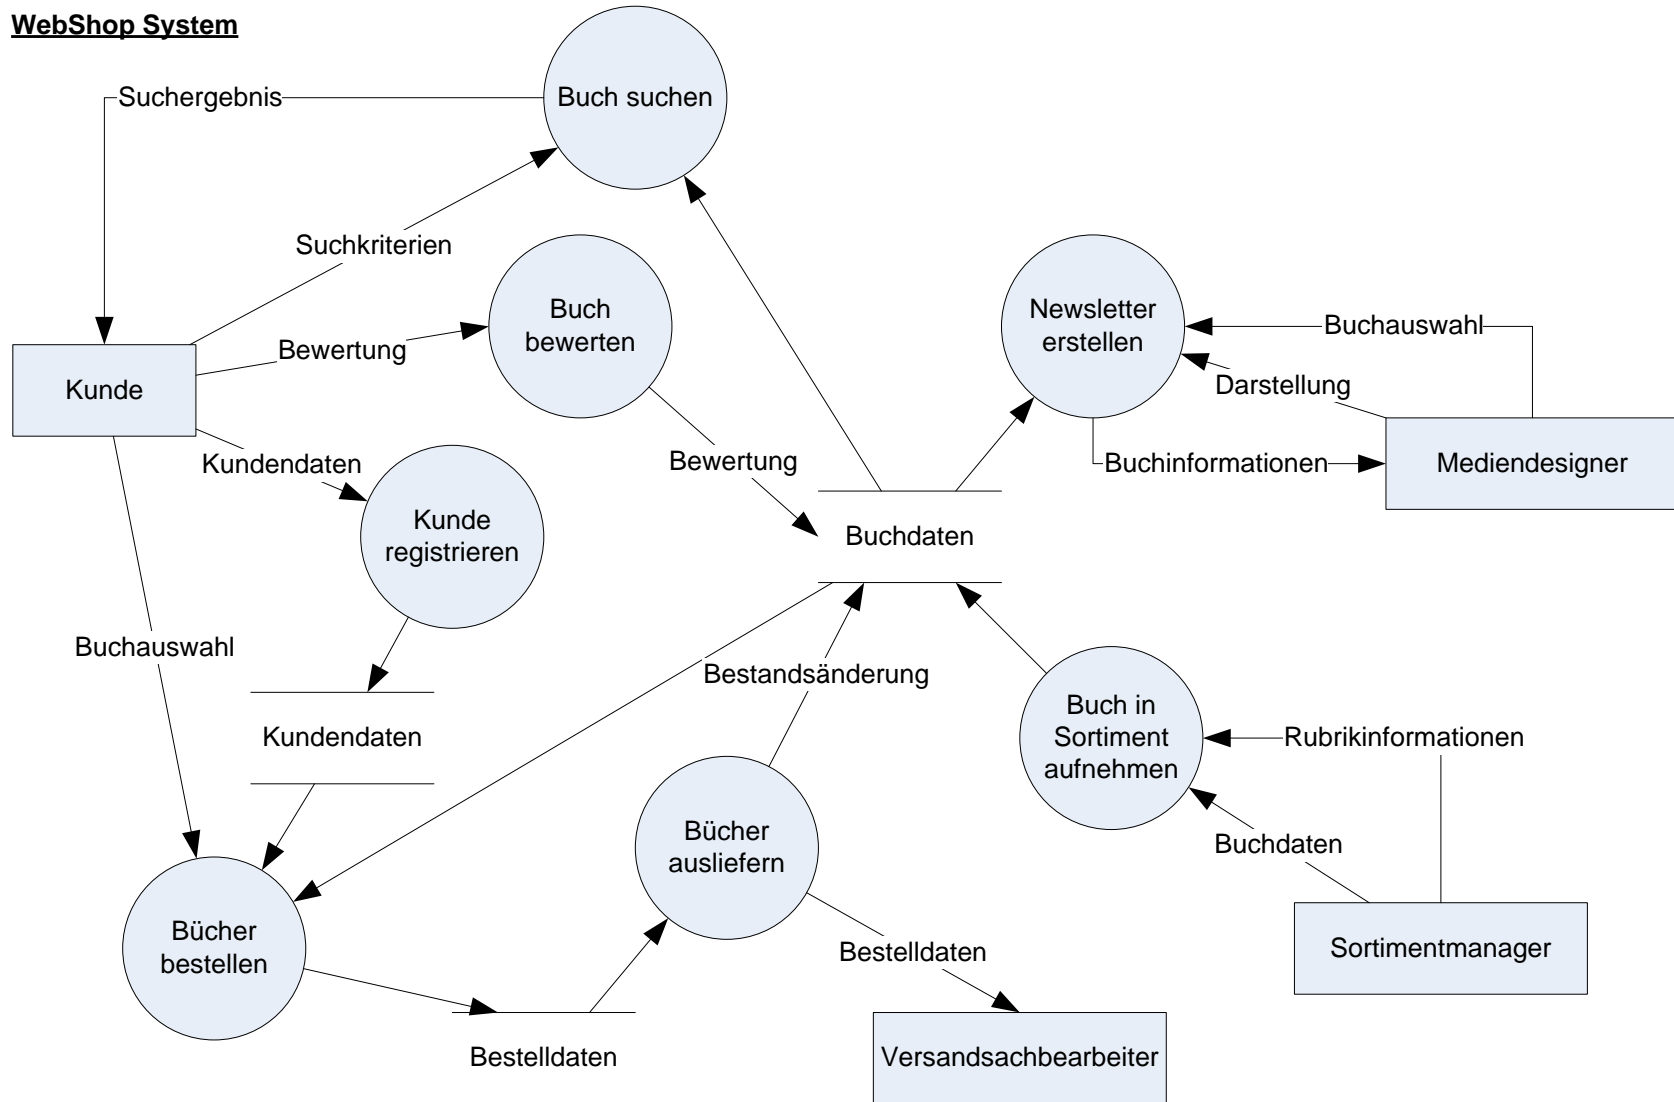 WebShop System
Suchergebnis
Buch suchen
Suchkriterien
Buch
bewerten
Newsletter
erstellen
Buchauswahl
Bewertung
Darstellung
Kunde
Kundendaten
Bewertung
Buchinformationen
Mediendesigner
Kunde
registrieren
Buchdaten
Buchauswahl
Bestandsänderung
Kundendaten
Buch in
Sortiment
aufnehmen
Rubrikinformationen
Bücher
ausliefern
Buchdaten
Bücher
bestellen
Bestelldaten
Sortimentmanager
Bestelldaten
Versandsachbearbeiter